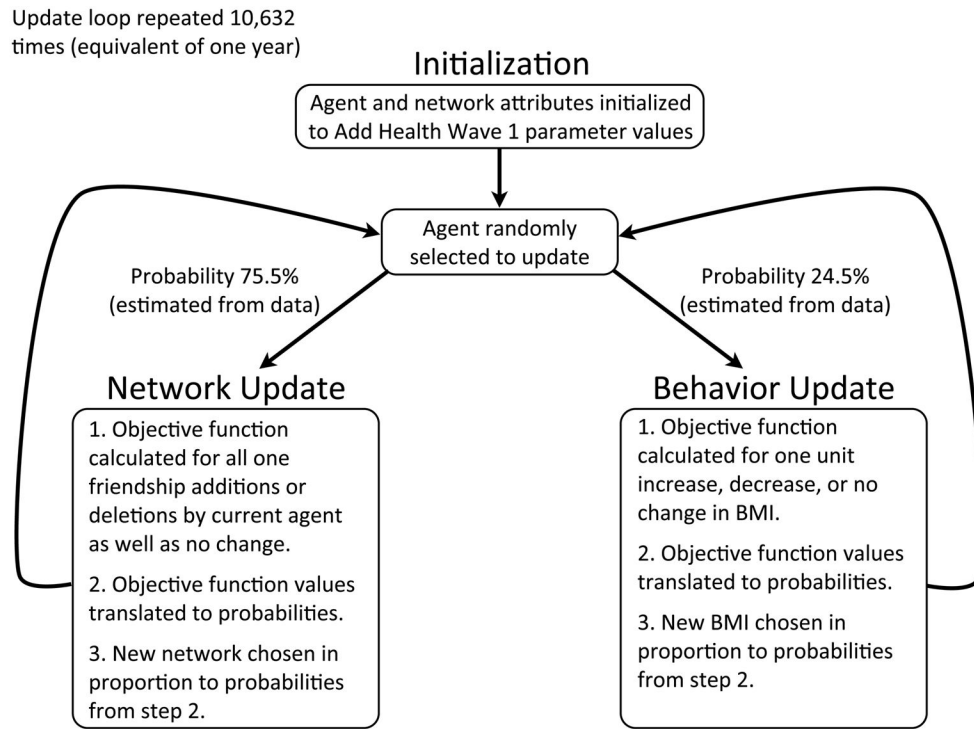 Update loop repeated 10,632
times (equivalent of one year)
Initialization
Agent and network attributes initialized
to Add Health Wave 1 parameter values
Agent randomly
selected to update
Probability 75.5%
(estimated from data)
Probability 24.5%
(estimated from data)
Network Update
1. Objective function
calculated for all one
friendship additions or
deletions by current agent
as well as no change.
2. Objective function values
translated to probabilities.
3. New network chosen in
proportion to probabilities
from step 2.
Behavior Update
1. Objective function
calculated for one unit
increase, decrease, or no
change in BMI.
2. Objective function values
translated to probabilities.
3. New BMI chosen in
proportion to probabilities
from step 2.